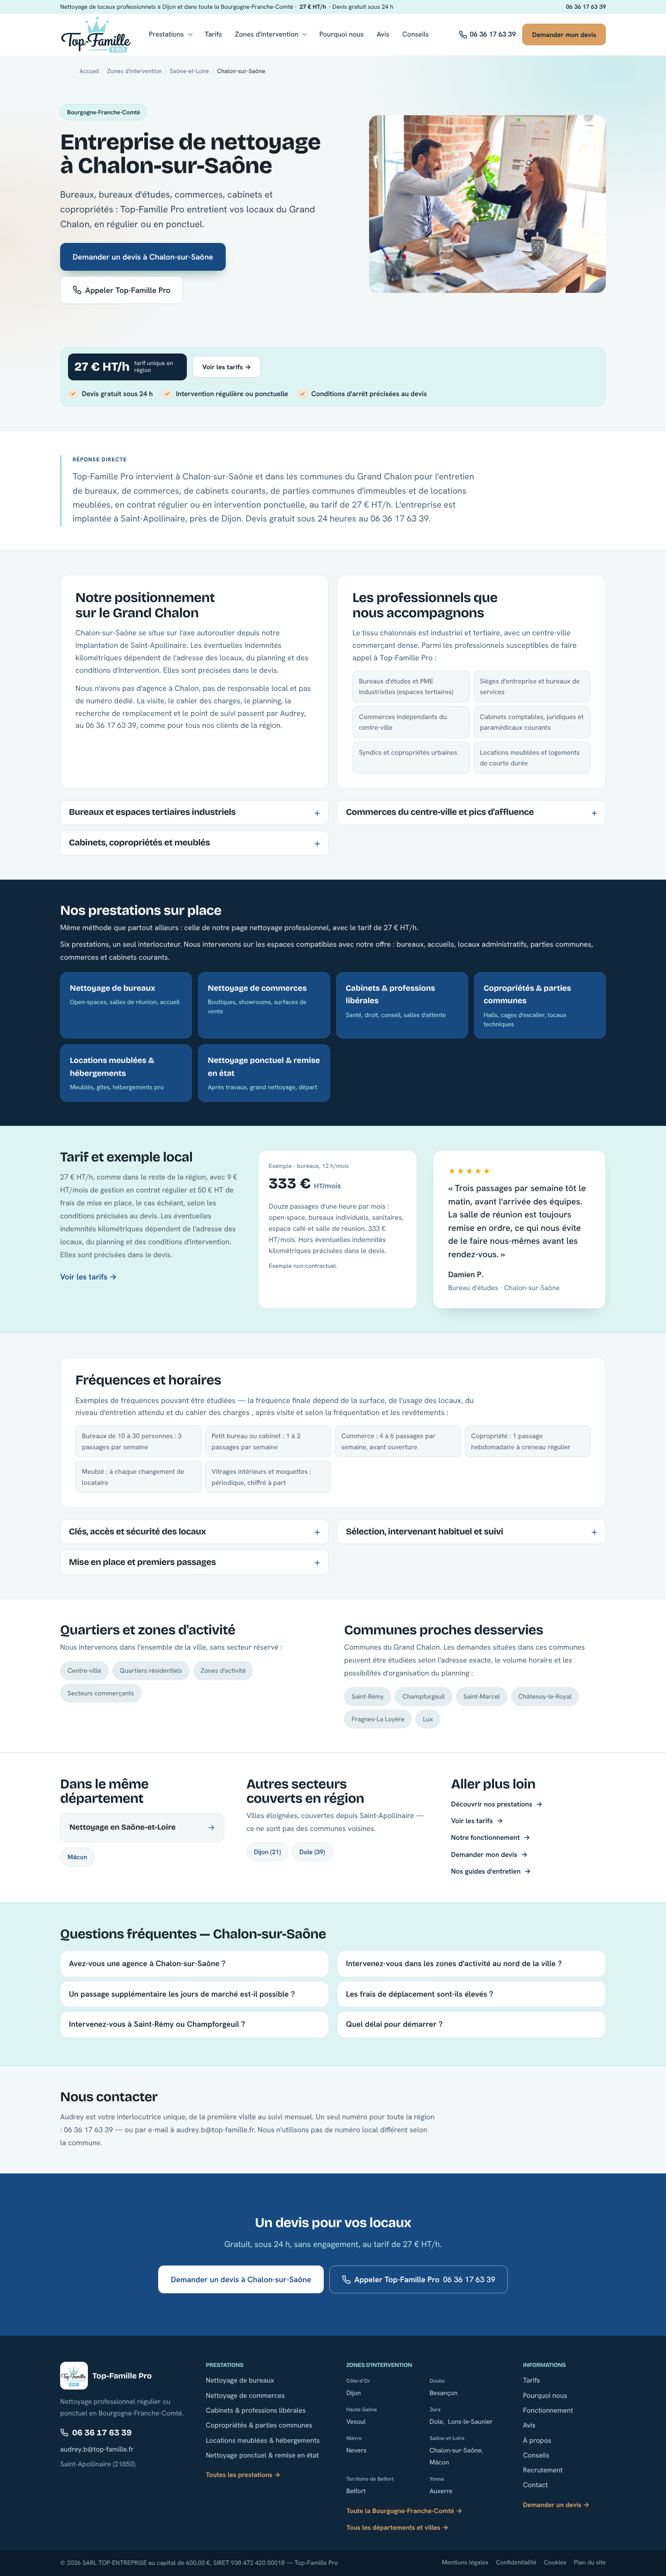 Nettoyage de locaux professionnels à Dijon et dans toute la Bourgogne-Franche-Comté · 27 € HT/h · Devis gratuit sous 24 h
06 36 17 63 39
Top-Famille
PRO
Prestations
Tarifs
Zones d'intervention
Pourquoi nous
Avis
Conseils
06 36 17 63 39
Demander mon devis
Accueil / Zones d'intervention / Saône-et-Loire / Chalon-sur-Saône
Bourgogne-Franche-Comté
Entreprise de nettoyage
à Chalon-sur-Saône
Bureaux, bureaux d'études, commerces, cabinets et
copropriétés : Top-Famille Pro entretient vos locaux du Grand
Chalon, en régulier ou en ponctuel.
Demander un devis à Chalon-sur-Saône
Appeler Top-Famille Pro
27 € HT/h
tarif unique en
région
Voir les tarifs →
Devis gratuit sous 24 h
Intervention régulière ou ponctuelle
Conditions d'arrêt précisées au devis
RÉPONSE DIRECTE
Top-Famille Pro intervient à Chalon-sur-Saône et dans les communes du Grand Chalon pour l'entretien
de bureaux, de commerces, de cabinets courants, de parties communes d'immeubles et de locations
meublées, en contrat régulier ou en intervention ponctuelle, au tarif de 27 € HT/h. L'entreprise est
implantée à Saint-Apollinaire, près de Dijon. Devis gratuit sous 24 heures au 06 36 17 63 39.
Notre positionnement
sur le Grand Chalon
Chalon-sur-Saône se situe sur l'axe autoroutier depuis notre
implantation de Saint-Apollinaire. Les éventuelles indemnités
kilométriques dépendent de l'adresse des locaux, du planning et des
conditions d'intervention. Elles sont précisées dans le devis.
Nous n'avons pas d'agence à Chalon, pas de responsable local et pas
de numéro dédié. La visite, le cahier des charges, le planning, la
recherche de remplacement et le point de suivi passent par Audrey,
au 06 36 17 63 39, comme pour tous nos clients de la région.
Les professionnels que
nous accompagnons
Le tissu chalonnais est industriel et tertiaire, avec un centre-ville
commerçant dense. Parmi les professionnels susceptibles de faire
appel à Top-Famille Pro :
Bureaux d'études et PME
industrielles (espaces tertiaires)
Sièges d'entreprise et bureaux de
services
Commerces indépendants du
centre-ville
Cabinets comptables, juridiques et
paramédicaux courants
Syndics et copropriétés urbaines
Locations meublées et logements
de courte durée
Bureaux et espaces tertiaires industriels +
Commerces du centre-ville et pics d'affluence +
Cabinets, copropriétés et meublés +
Nos prestations sur place
Même méthode que partout ailleurs : celle de notre page nettoyage professionnel, avec le tarif de 27 € HT/h.
Six prestations, un seul interlocuteur. Nous intervenons sur les espaces compatibles avec notre offre : bureaux, accueils, locaux administratifs, parties communes,
commerces et cabinets courants.
Nettoyage de bureaux
Open-spaces, salles de réunion, accueil
Nettoyage de commerces
Boutiques, showrooms, surfaces de
vente
Cabinets & professions
libérales
Santé, droit, conseil, salles d'attente
Copropriétés & parties
communes
Halls, cages d'escalier, locaux
techniques
Locations meublées &
hébergements
Meublés, gîtes, hébergements pro
Nettoyage ponctuel & remise
en état
Après travaux, grand nettoyage, départ
Tarif et exemple local
27 € HT/h, comme dans le reste de la région, avec 9 €
HT/mois de gestion en contrat régulier et 50 € HT de
frais de mise en place, le cas échéant, selon les
conditions précisées au devis. Les éventuelles
indemnités kilométriques dépendent de l'adresse des
locaux, du planning et des conditions d'intervention.
Elles sont précisées dans le devis.
Voir les tarifs →
Exemple · bureaux, 12 h/mois
333 € HT/mois
Douze passages d'une heure par mois :
open-space, bureaux individuels, sanitaires,
espace café et salle de réunion. 333 €
HT/mois. Hors éventuelles indemnités
kilométriques précisées dans le devis.
Exemple non contractuel.
★★★★★
« Trois passages par semaine tôt le
matin, avant l'arrivée des équipes.
La salle de réunion est toujours
remise en ordre, ce qui nous évite
de le faire nous-mêmes avant les
rendez-vous. »
Damien P.
Bureau d'études · Chalon-sur-Saône
Fréquences et horaires
Exemples de fréquences pouvant être étudiées — la fréquence finale dépend de la surface, de l'usage des locaux, du
niveau d'entretien attendu et du cahier des charges , après visite et selon la fréquentation et les revêtements :
Bureaux de 10 à 30 personnes : 3
passages par semaine
Petit bureau ou cabinet : 1 à 2
passages par semaine
Commerce : 4 à 6 passages par
semaine, avant ouverture
Copropriété : 1 passage
hebdomadaire à créneau régulier
Meublé : à chaque changement de
locataire
Vitrages intérieurs et moquettes :
périodique, chiffré à part
Clés, accès et sécurité des locaux +
Sélection, intervenant habituel et suivi +
Mise en place et premiers passages +
Quartiers et zones d'activité
Nous intervenons dans l'ensemble de la ville, sans secteur réservé :
Centre-ville
Quartiers résidentiels
Zones d'activité
Secteurs commerçants
Communes proches desservies
Communes du Grand Chalon. Les demandes situées dans ces communes
peuvent être étudiées selon l'adresse exacte, le volume horaire et les
possibilités d'organisation du planning :
Saint-Rémy
Champforgeuil
Saint-Marcel
Châtenoy-le-Royal
Fragnes-La Loyère
Lux
Dans le même
département
Nettoyage en Saône-et-Loire →
Mâcon
Autres secteurs
couverts en région
Villes éloignées, couvertes depuis Saint-Apollinaire —
ce ne sont pas des communes voisines.
Dijon (21)
Dole (39)
Aller plus loin
Découvrir nos prestations →
Voir les tarifs →
Notre fonctionnement →
Demander mon devis →
Nos guides d'entretien →
Questions fréquentes — Chalon-sur-Saône
Avez-vous une agence à Chalon-sur-Saône ?
Intervenez-vous dans les zones d'activité au nord de la ville ?
Un passage supplémentaire les jours de marché est-il possible ?
Les frais de déplacement sont-ils élevés ?
Intervenez-vous à Saint-Rémy ou Champforgeuil ?
Quel délai pour démarrer ?
Nous contacter
Audrey est votre interlocutrice unique, de la première visite au suivi mensuel. Un seul numéro pour toute la région
: 06 36 17 63 39 — ou par e-mail à audrey.b@top-famille.fr. Nous n'utilisons pas de numéro local différent selon
la commune.
Un devis pour vos locaux
Gratuit, sous 24 h, sans engagement, au tarif de 27 € HT/h.
Demander un devis à Chalon-sur-Saône
Appeler Top-Famille Pro 06 36 17 63 39
Top-Famille Pro
Nettoyage professionnel régulier ou
ponctuel en Bourgogne-Franche-Comté.
06 36 17 63 39
audrey.b@top-famille.fr
Saint-Apollinaire (21850)
PRESTATIONS
Nettoyage de bureaux
Nettoyage de commerces
Cabinets & professions libérales
Copropriétés & parties communes
Locations meublées & hébergements
Nettoyage ponctuel & remise en état
Toutes les prestations →
ZONES D'INTERVENTION
Côte-d'Or
Dijon
Doubs
Besançon
Haute-Saône
Vesoul
Jura
Dole, Lons-le-Saunier
Nièvre
Nevers
Saône-et-Loire
Chalon-sur-Saône,
Mâcon
Territoire de Belfort
Belfort
Yonne
Auxerre
Toute la Bourgogne-Franche-Comté →
Tous les départements et villes →
INFORMATIONS
Tarifs
Pourquoi nous
Fonctionnement
Avis
À propos
Conseils
Recrutement
Contact
Demander un devis →
© 2026 SARL TOP-ENTREPRISE au capital de 600,00 €, SIRET 938 472 420 00018 — Top-Famille Pro
Mentions légales
Confidentialité
Cookies
Plan du site